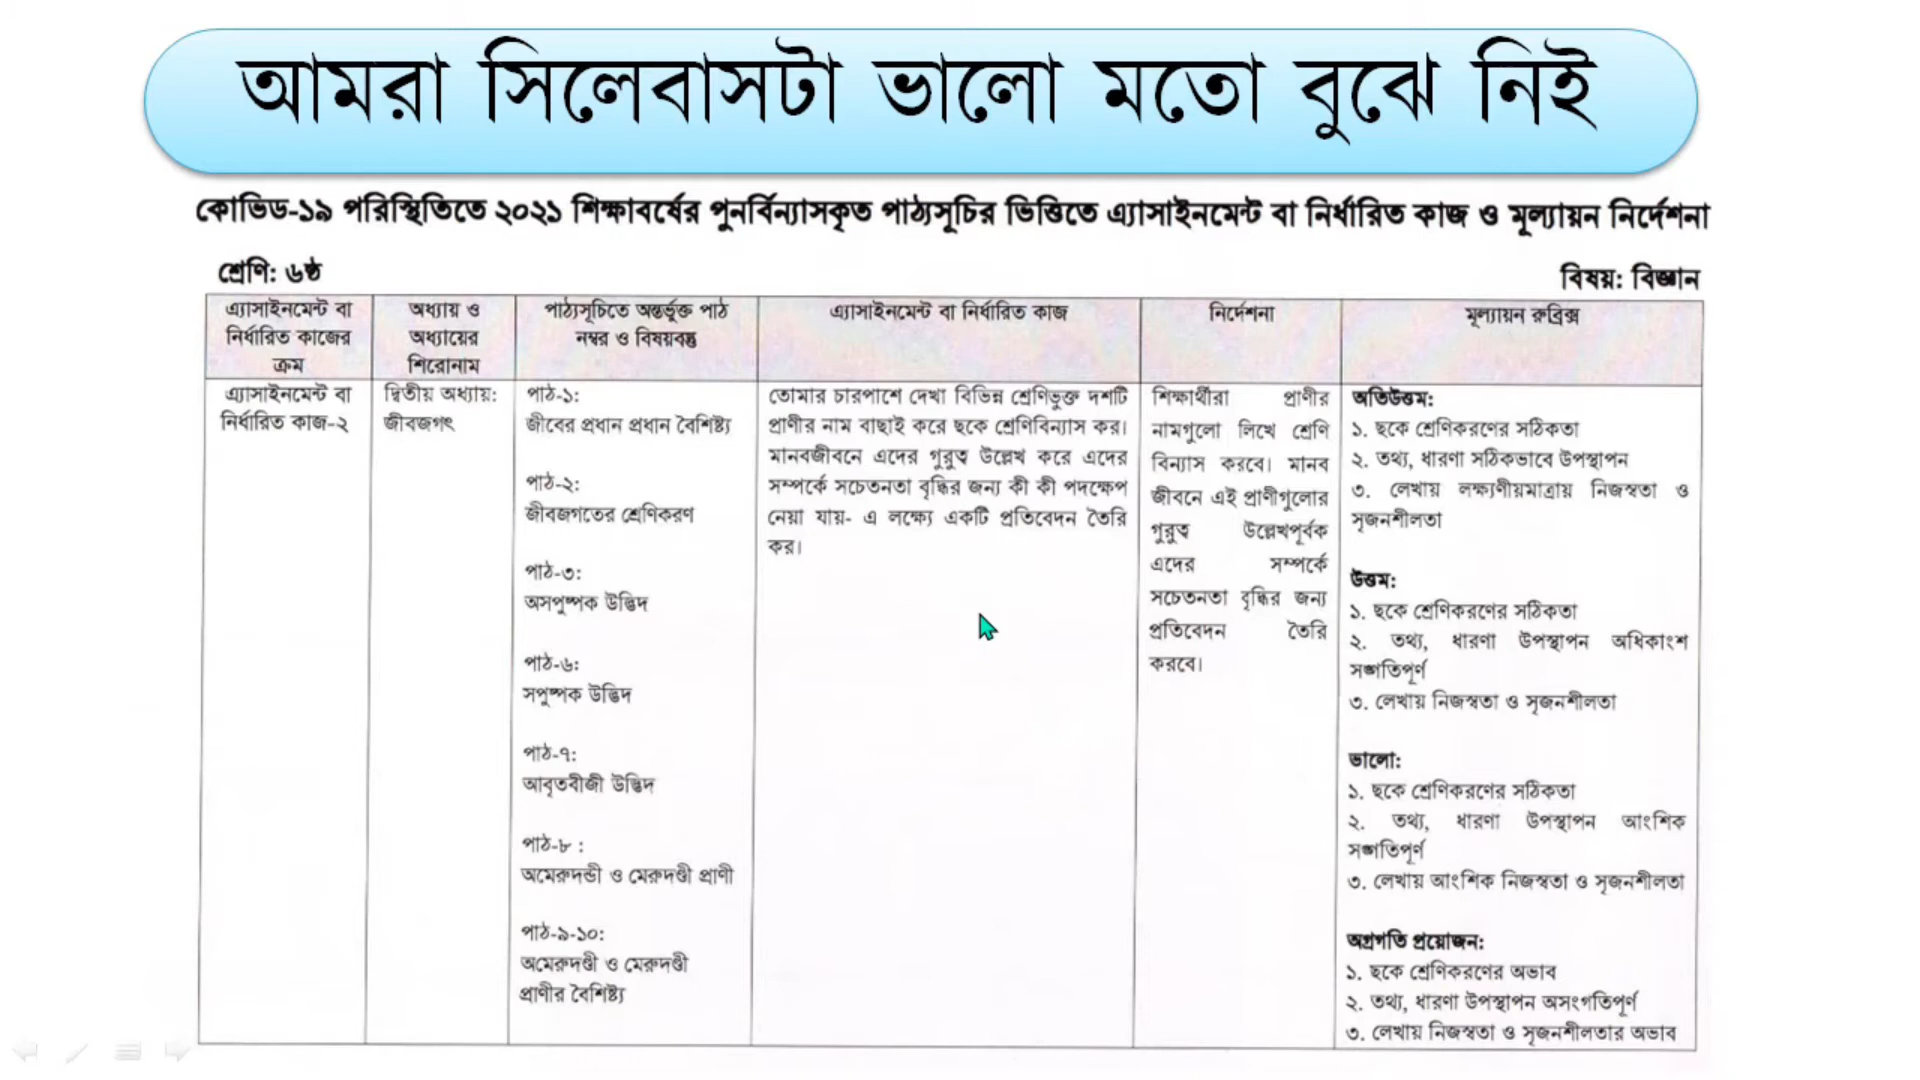 আমরা সিলেবাসটা ভালো মতো বুঝে নিই
কোভিড-১৯ পরিস্থিতিতে ২০২১ শিক্ষাবর্ষের পুনর্বিন্যাসকৃত পাঠ্যসূচির ভিত্তিতে এ্যাসাইনমেন্ট বা নির্ধারিত কাজ ও মূল্যায়ন নির্দেশনা
শ্রেণি: ৬ষ্ঠ
বিষয়: বিজ্ঞান
এ্যাসাইনমেন্ট বা
নির্ধারিত কাজের
ক্রম
অধ্যায় ও
অধ্যায়ের
শিরোনাম
পাঠ্যসূচিতে অন্তর্ভুক্ত পাঠ
নম্বর ও বিষয়বস্তু
এ্যাসাইনমেন্ট বা নির্ধারিত কাজ
নির্দেশনা
মূল্যায়ন রুব্রিক্স
এ্যাসাইনমেন্ট বা
নির্ধারিত কাজ-২
দ্বিতীয় অধ্যায়:
জীবজগৎ
পাঠ-১:
জীবের প্রধান প্রধান বৈশিষ্ট্য
পাঠ-২:
জীবজগতের শ্রেণিকরণ
পাঠ-৩:
অসপুষ্পক উদ্ভিদ
পাঠ-৬:
সপুষ্পক উদ্ভিদ
পাঠ-৭:
আবৃতবীজী উদ্ভিদ
পাঠ-৮ :
অমেরুদন্ডী ও মেরুদণ্ডী প্রাণী
পাঠ-৯-১০:
অমেরুদণ্ডী ও মেরুদণ্ডী
প্রাণীর বৈশিষ্ট্য
তোমার চারপাশে দেখা বিভিন্ন শ্রেণিভুক্ত দশটি
প্রাণীর নাম বাছাই করে ছকে শ্রেণিবিন্যাস কর।
মানবজীবনে এদের গুরুত্ব উল্লেখ করে এদের
সম্পর্কে সচেতনতা বৃদ্ধির জন্য কী কী পদক্ষেপ
নেয়া যায়- এ লক্ষ্যে একটি প্রতিবেদন তৈরি
কর।
শিক্ষার্থীরা প্রাণীর
নামগুলো লিখে শ্রেণি
বিন্যাস করবে। মানব
জীবনে এই প্রাণীগুলোর
গুরুত্ব উল্লেখপূর্বক
এদের সম্পর্কে
সচেতনতা বৃদ্ধির জন্য
প্রতিবেদন তৈরি
করবে।
অতিউত্তম:
১. ছকে শ্রেণিকরণের সঠিকতা
২. তথ্য, ধারণা সঠিকভাবে উপস্থাপন
৩. লেখায় লক্ষ্যণীয়মাত্রায় নিজস্বতা ও
সৃজনশীলতা
উত্তম:
১. ছকে শ্রেণিকরণের সঠিকতা
২. তথ্য, ধারণা উপস্থাপন অধিকাংশ
সঙ্গতিপূর্ণ
৩. লেখায় নিজস্বতা ও সৃজনশীলতা
ভালো:
১. ছকে শ্রেণিকরণের সঠিকতা
২. তথ্য, ধারণা উপস্থাপন আংশিক
সঙ্গতিপূর্ণ
৩. লেখায় আংশিক নিজস্বতা ও সৃজনশীলতা
অগ্রগতি প্রয়োজন:
১. ছকে শ্রেণিকরণের অভাব
২. তথ্য, ধারণা উপস্থাপন অসংগতিপূর্ণ
৩. লেখায় নিজস্বতা ও সৃজনশীলতার অভাব